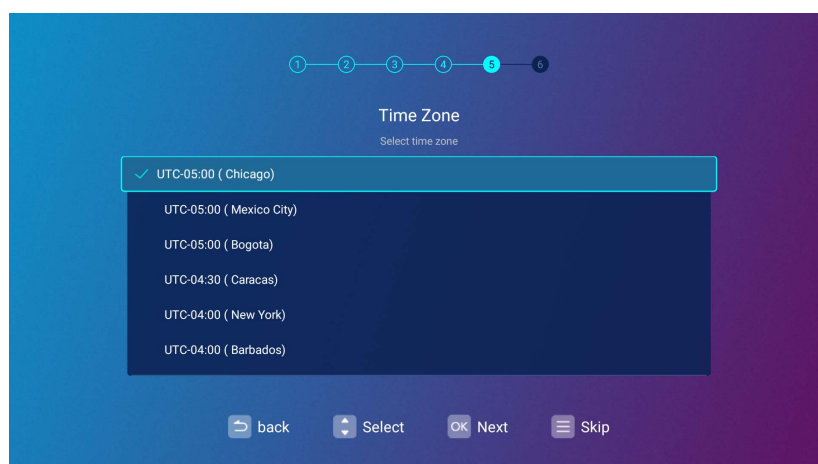 1 2 3 4 5 6
Time Zone
Select time zone
UTC-05:00 ( Chicago)
UTC-05:00 ( Mexico City)
UTC-05:00 ( Bogota)
UTC-04:30 ( Caracas)
UTC-04:00 ( New York)
UTC-04:00 ( Barbados)
back Select OK Next Skip